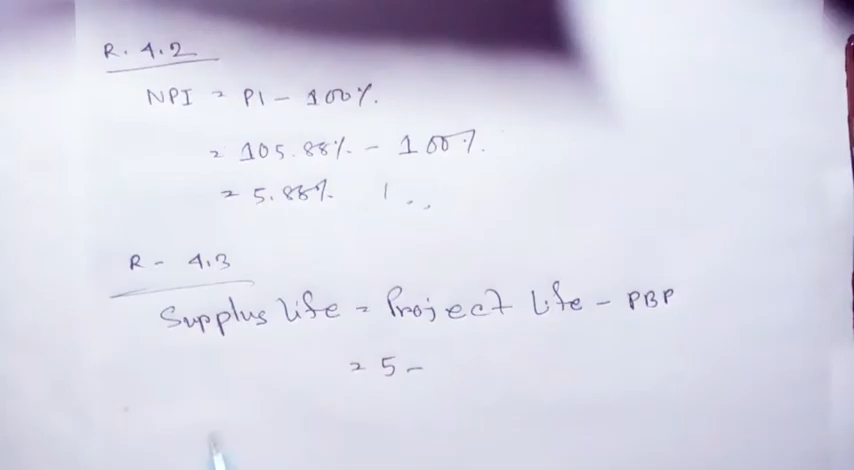 R. 4.2
NPI = PI - 100%.
= 105.88% - 100%.
= 5.88%
R - 4.3
Supplus life = Project Life - PBP
= 5 -